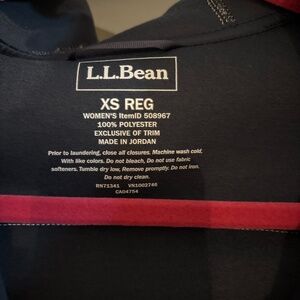 L.L.Bean
XS REG
WOMEN'S ItemID 508967
100% POLYESTER
EXCLUSIVE OF TRIM
MADE IN JORDAN
Prior to laundering, close all closures. Machine wash cold.
With like colors. Do not bleach. Do not use fabric
softeners. Tumble dry low, Remove promptly. Do not iron.
Do not dry clean.
RN71341 VN1002746
CA04754